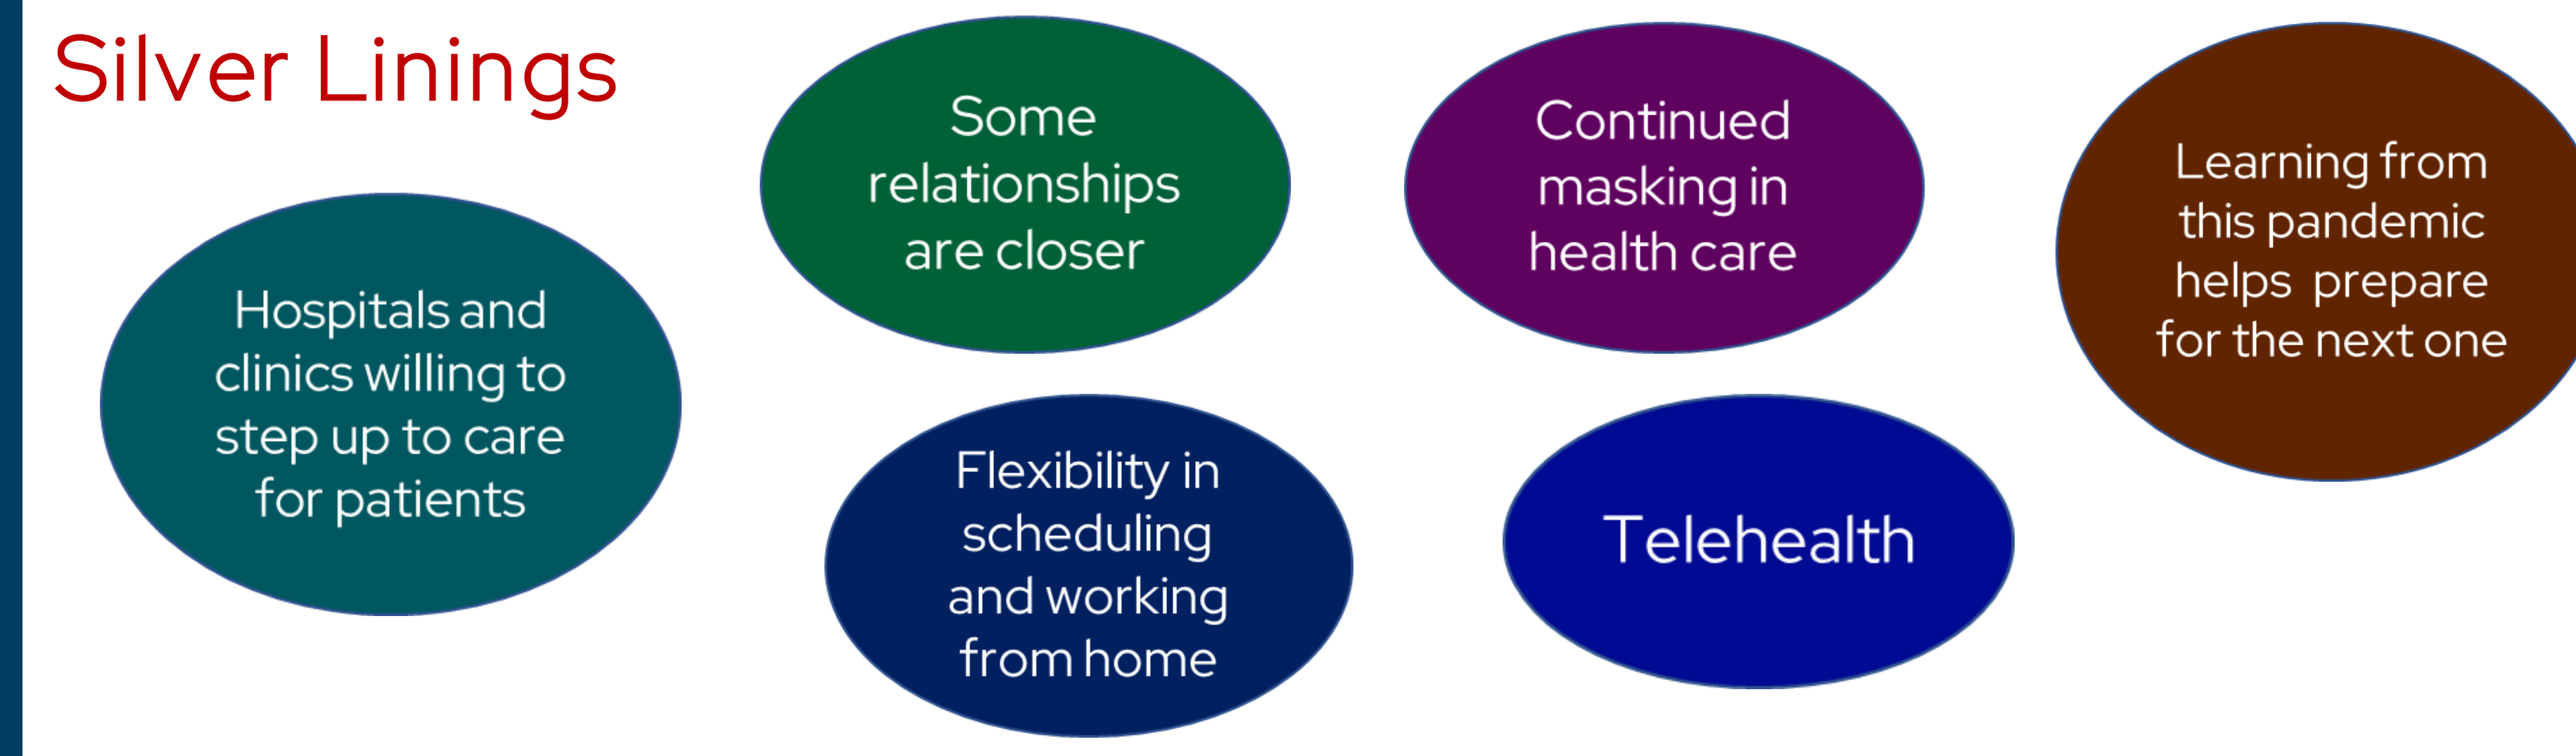 Silver Linings
Hospitals and
clinics willing to
step up to care
for patients
Some
relationships
are closer
Flexibility in
scheduling
and working
from home
Continued
masking in
health care
Telehealth
Learning from
this pandemic
helps  prepare
for the next one